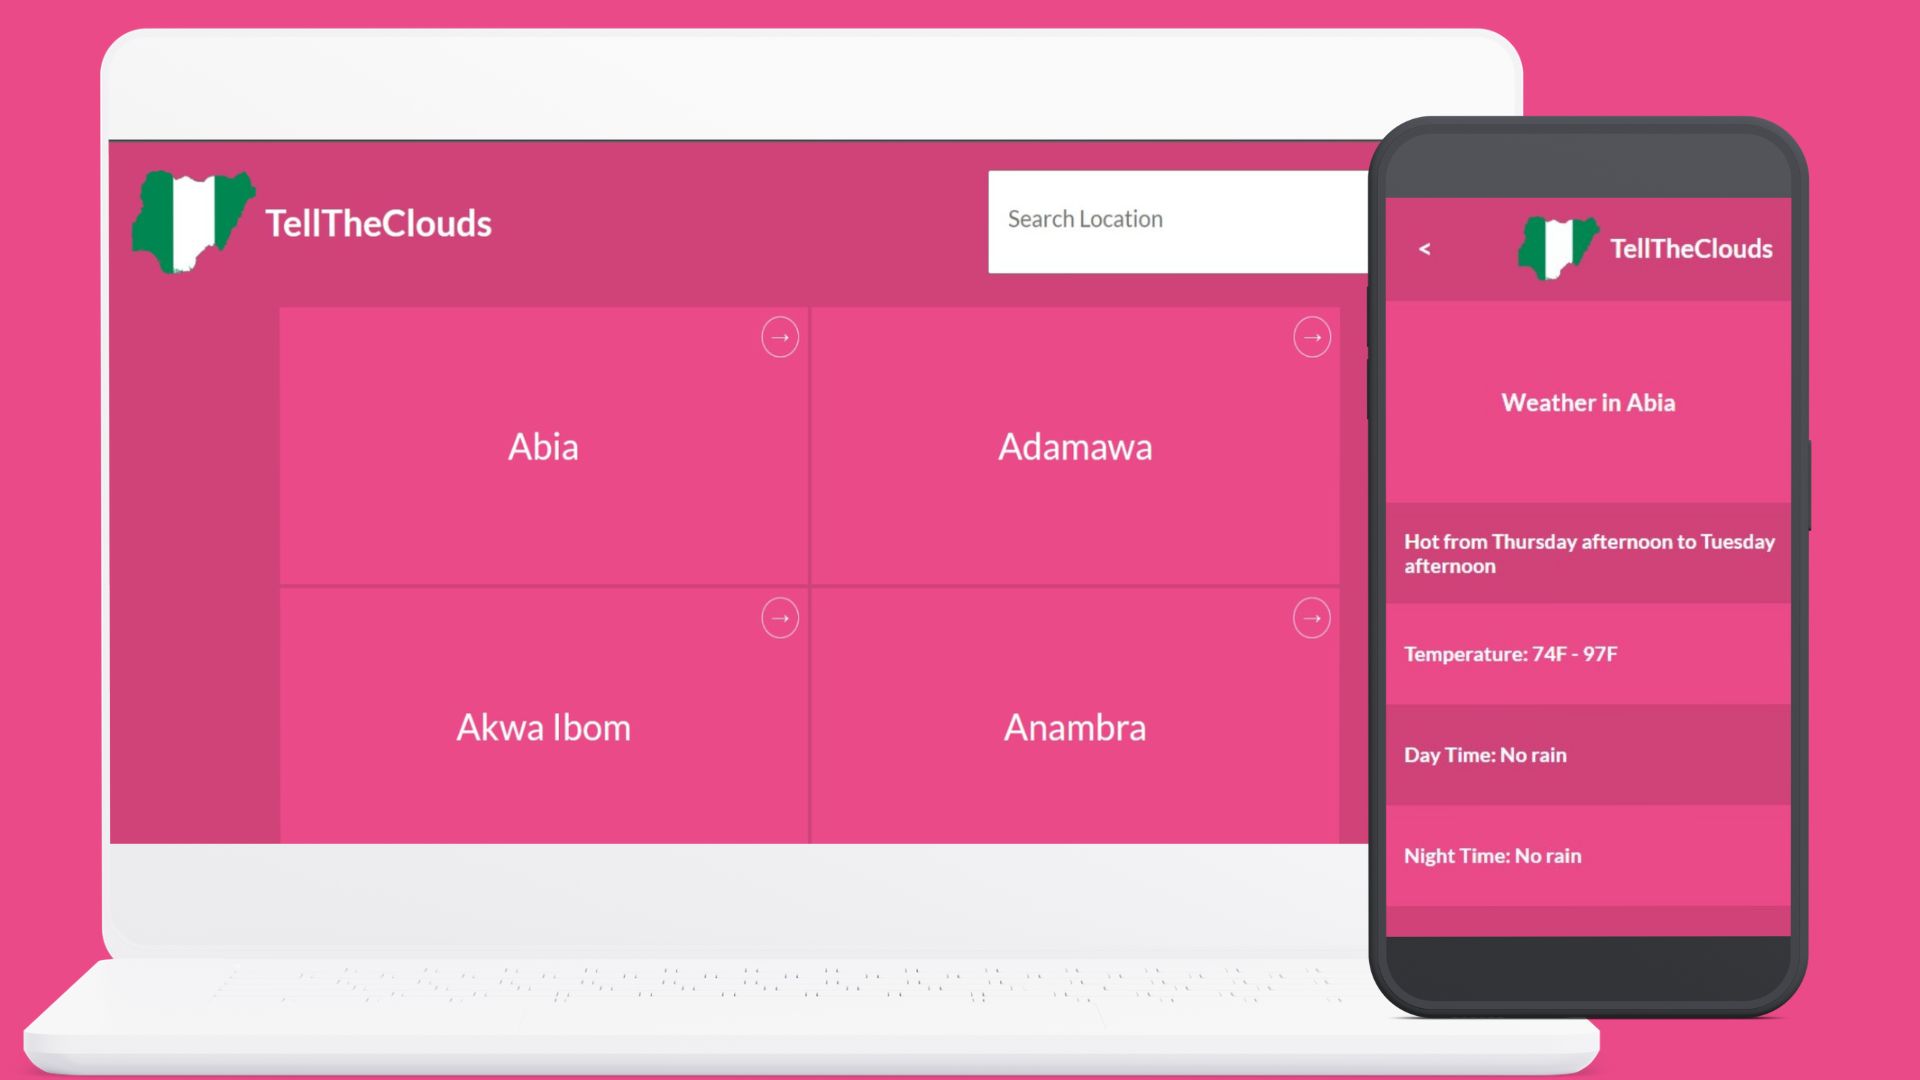 TellTheClouds
Search Location
→
→
Abia
Adamawa
→
→
Akwa Ibom
Anambra
<
TellTheClouds
Weather in Abia
Hot from Thursday afternoon to Tuesday
afternoon
Temperature: 74F - 97F
Day Time: No rain
Night Time: No rain